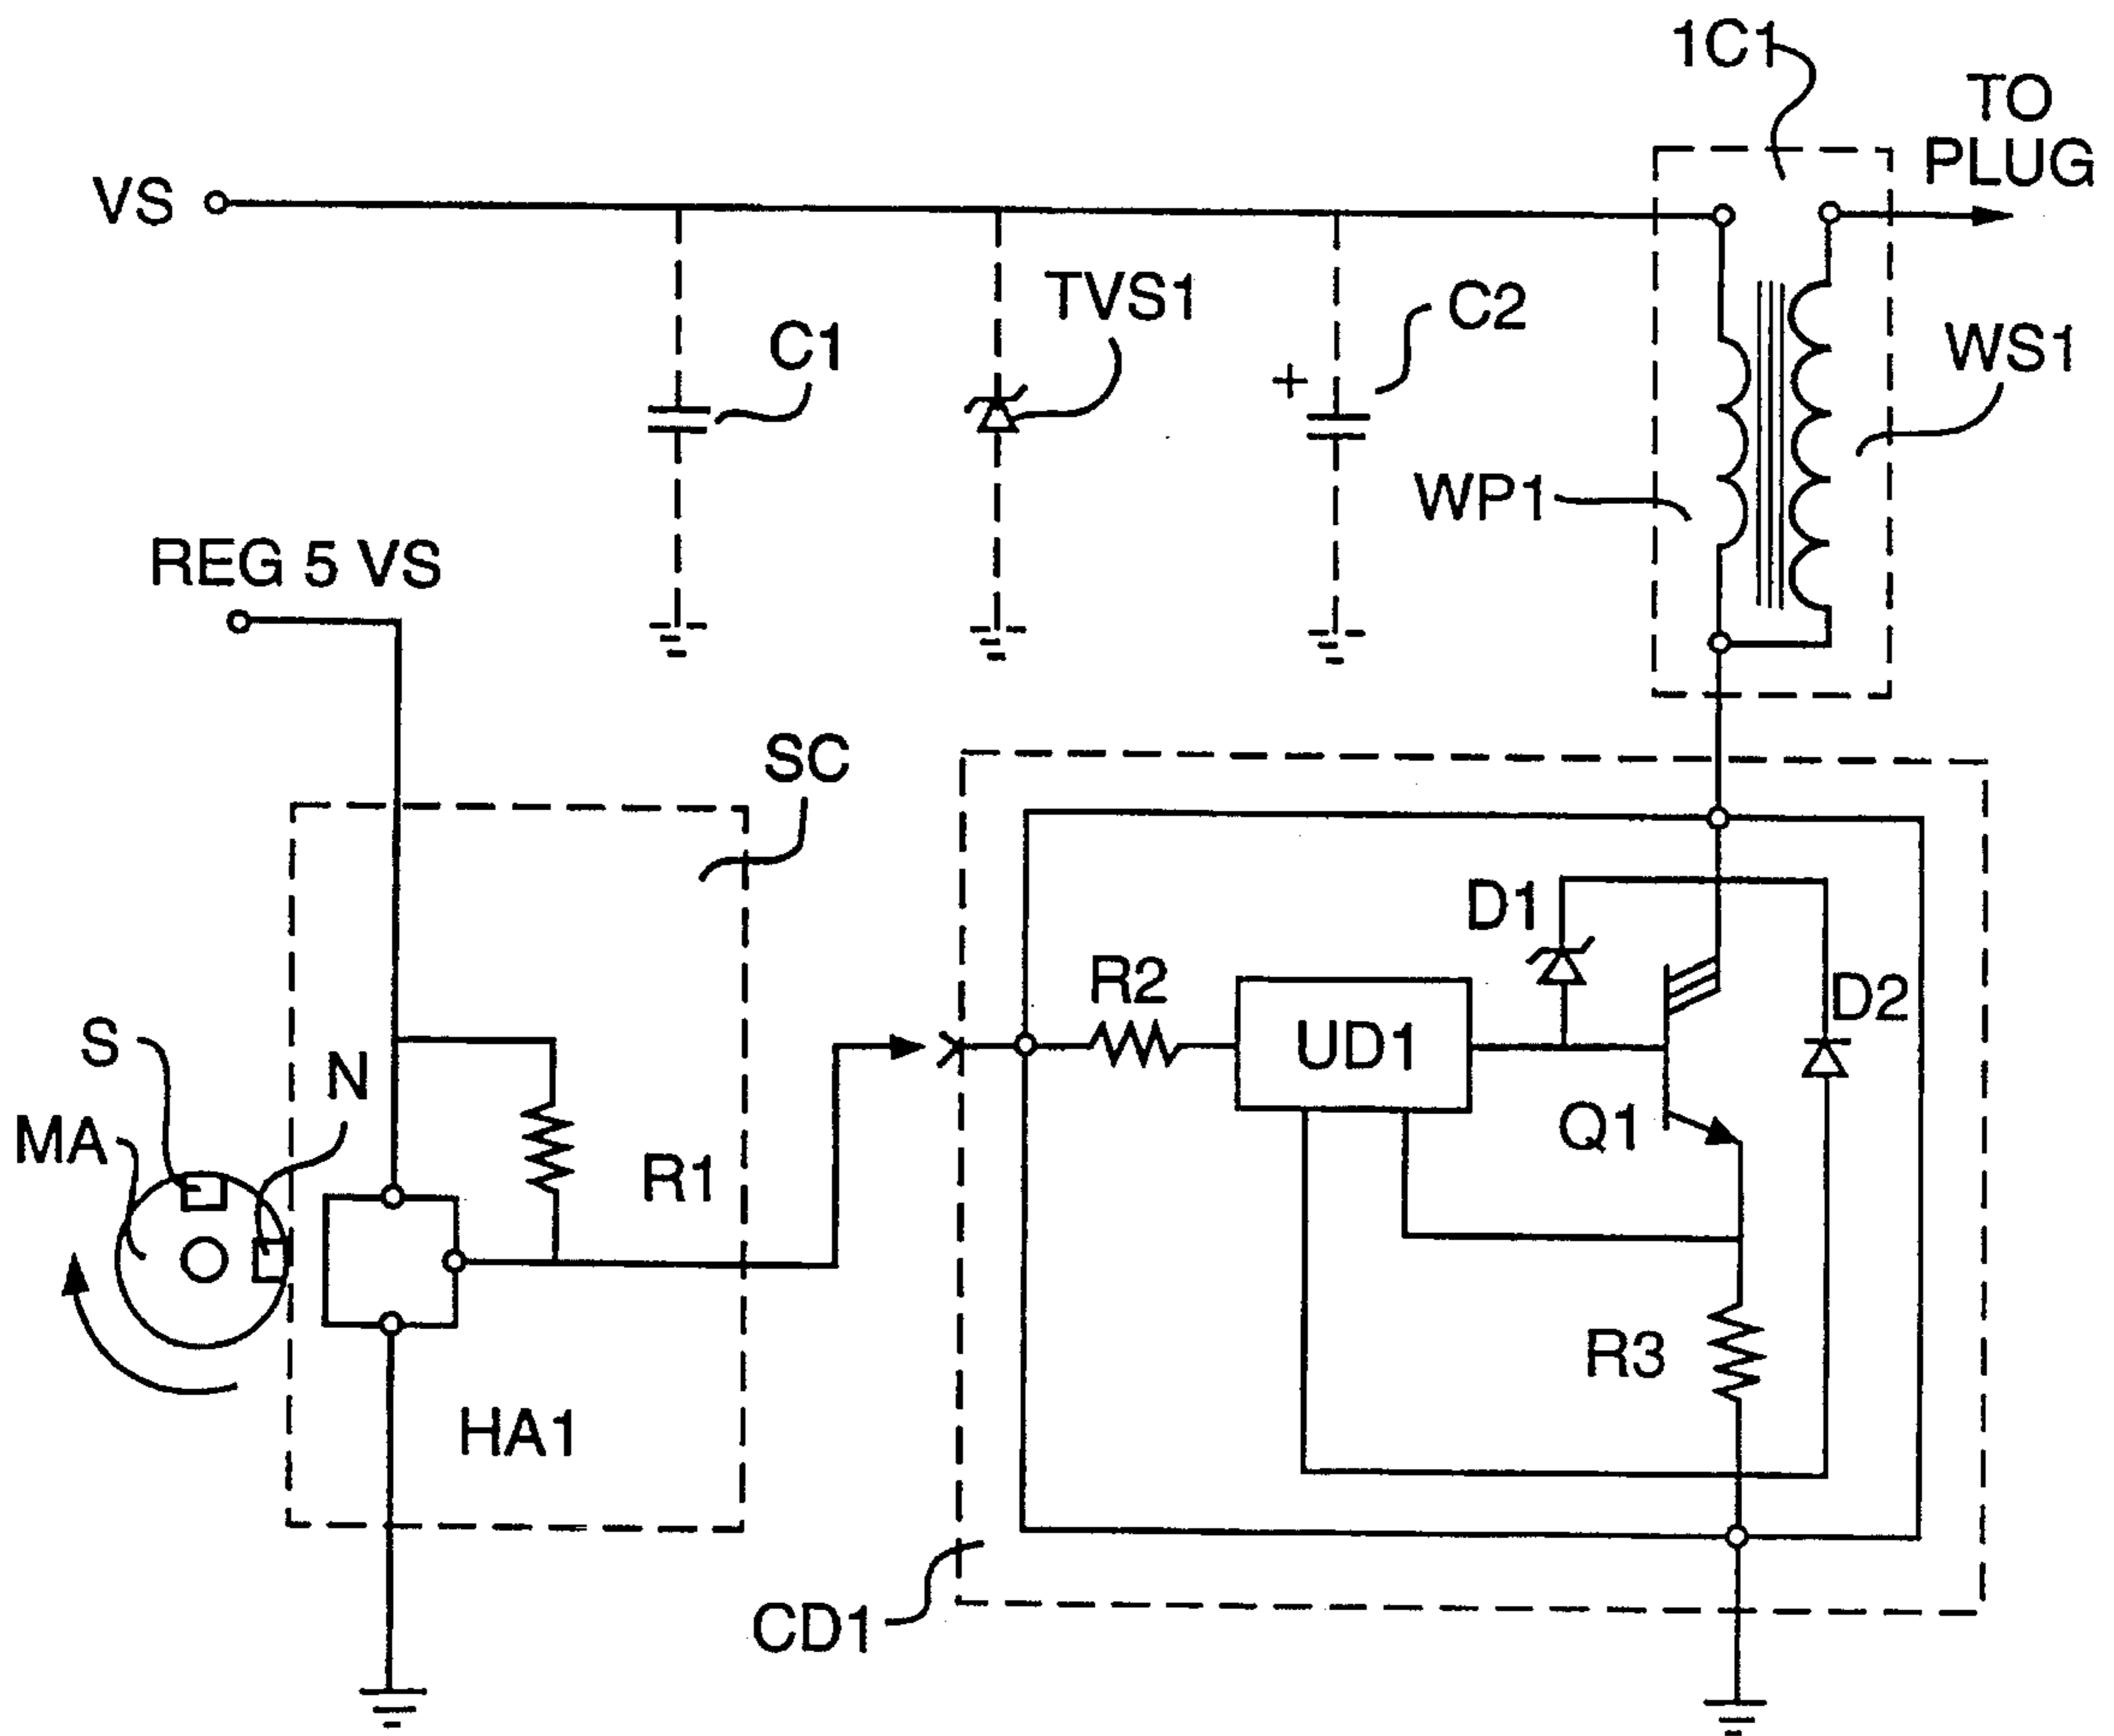 1C1
TO
PLUG
VS
TVS1
C2
C1
WS1
WP1
REG 5 VS
SC
D1
R2
D2
S
N
UD1
MA
Q1
R1
R3
HA1
CD1
+